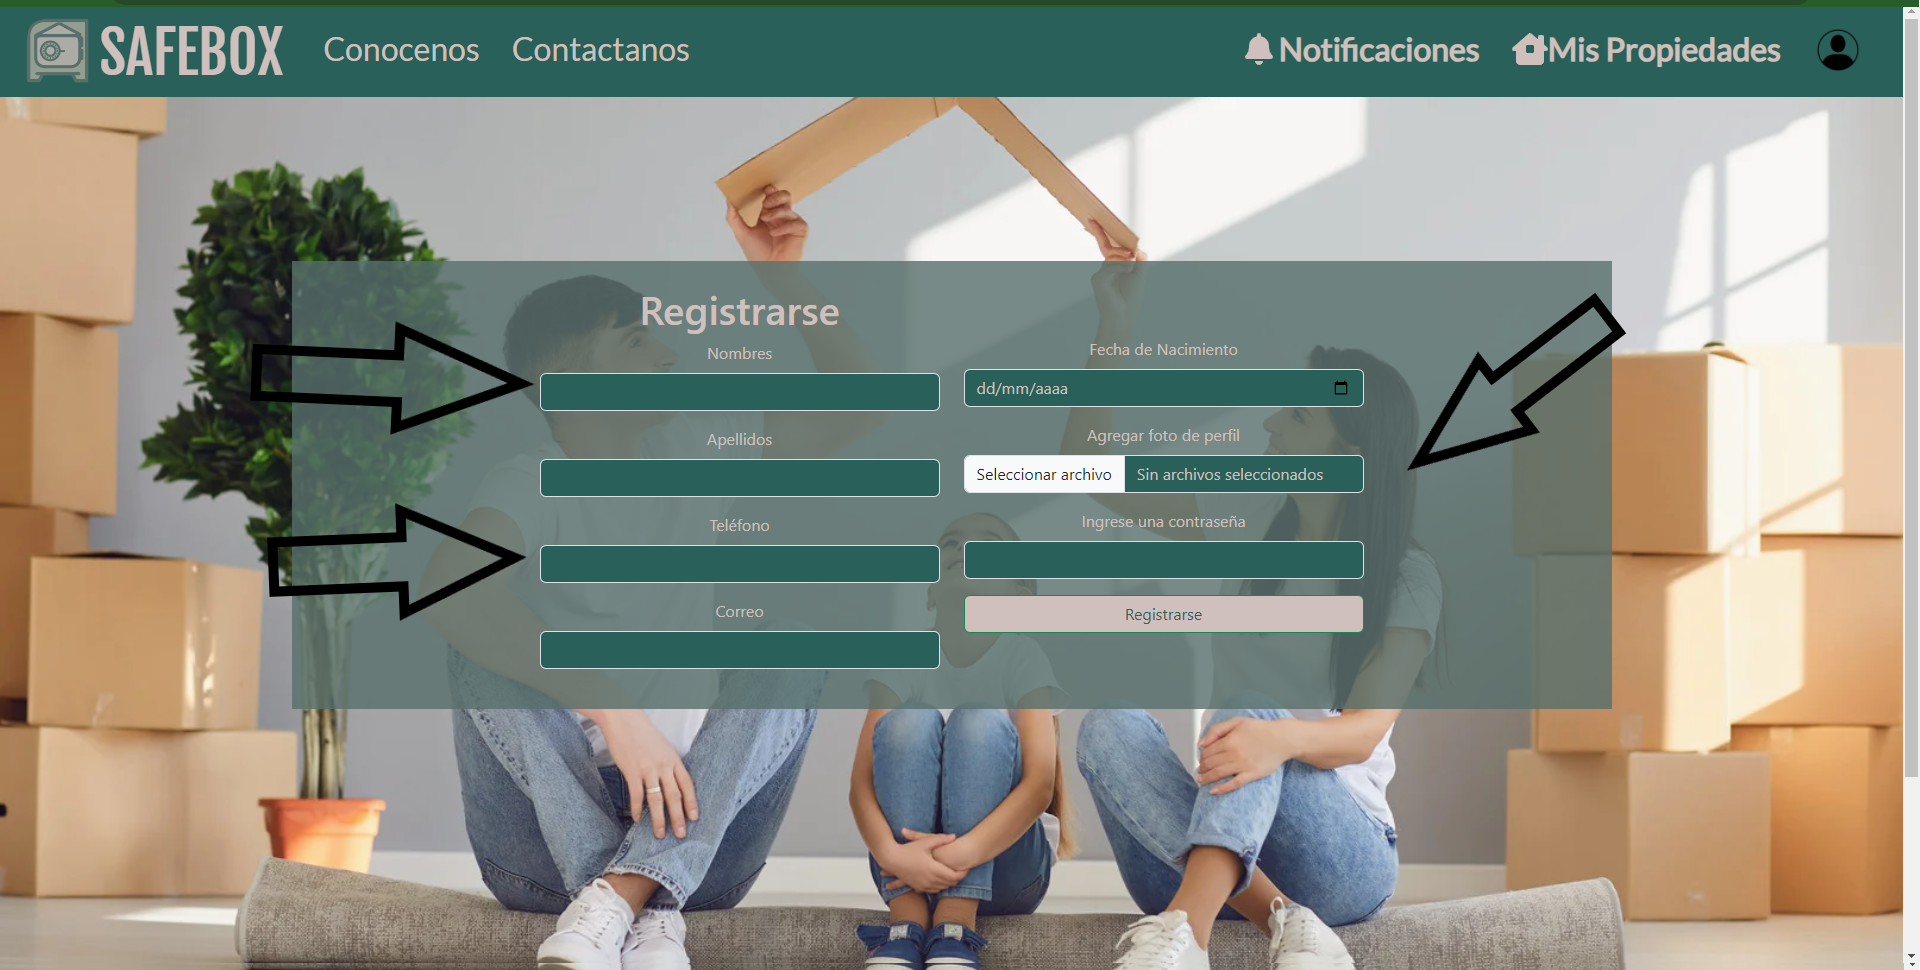 SAFEBOX Conocenos Contactanos Notificaciones Mis Propiedades
Registrarse
Nombres
Apellidos
Teléfono
Correo
Fecha de Nacimiento
dd/mm/aaaa
Agregar foto de perfil
Seleccionar archivo Sin archivos seleccionados
Ingrese una contraseña
Registrarse